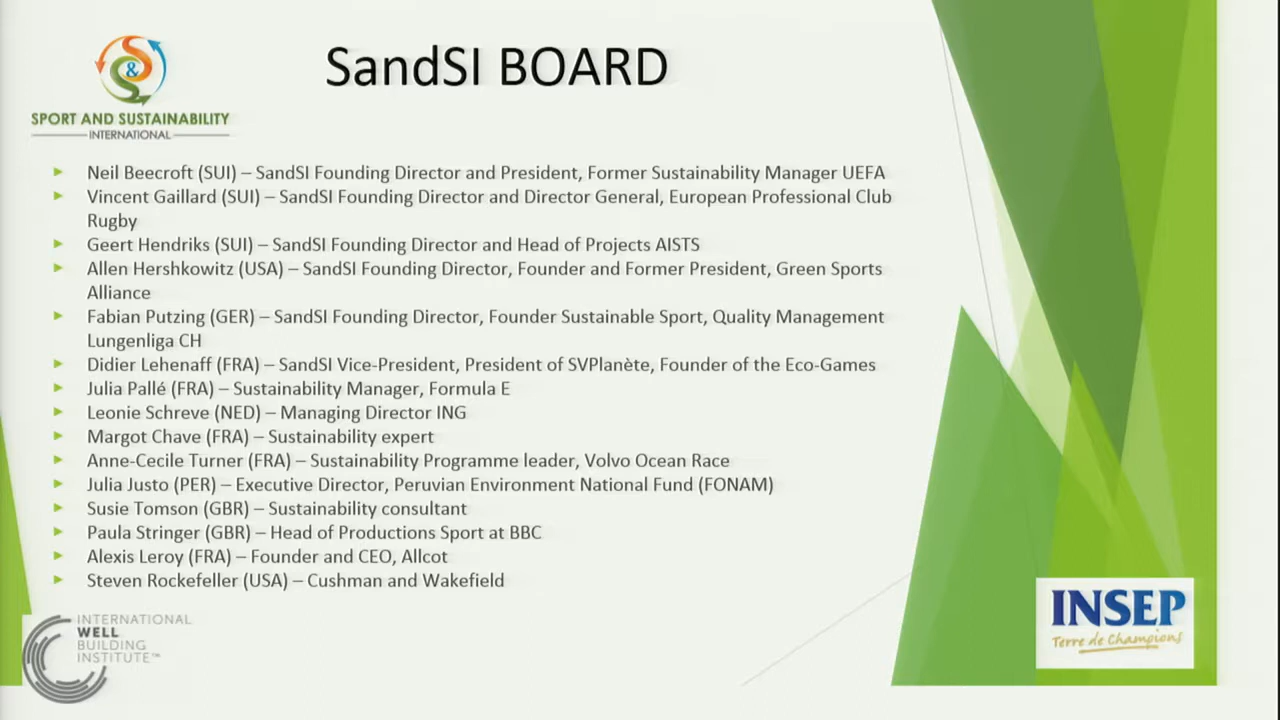 SandSI BOARD
S&S
SPORT AND SUSTAINABILITY
INTERNATIONAL
Neil Beecroft (SUI) – SandSI Founding Director and President, Former Sustainability Manager UEFA
Vincent Gaillard (SUI) – SandSI Founding Director and Director General, European Professional Club
Rugby
Geert Hendriks (SUI) – SandSI Founding Director and Head of Projects AISTS
Allen Hershkowitz (USA) – SandSI Founding Director, Founder and Former President, Green Sports
Alliance
Fabian Putzing (GER) – SandSI Founding Director, Founder Sustainable Sport, Quality Management
Lungenliga CH
Didier Lehenaff (FRA) – SandSI Vice-President, President of SVPlanète, Founder of the Eco-Games
Julia Pallé (FRA) – Sustainability Manager, Formula E
Leonie Schreve (NED) – Managing Director ING
Margot Chave (FRA) – Sustainability expert
Anne-Cecile Turner (FRA) – Sustainability Programme leader, Volvo Ocean Race
Julia Justo (PER) – Executive Director, Peruvian Environment National Fund (FONAM)
Susie Tomson (GBR) – Sustainability consultant
Paula Stringer (GBR) – Head of Productions Sport at BBC
Alexis Leroy (FRA) – Founder and CEO, Allcot
Steven Rockefeller (USA) – Cushman and Wakefield
INTERNATIONAL
WELL
BUILDING
INSTITUTE™
INSEP
Terre de Champions